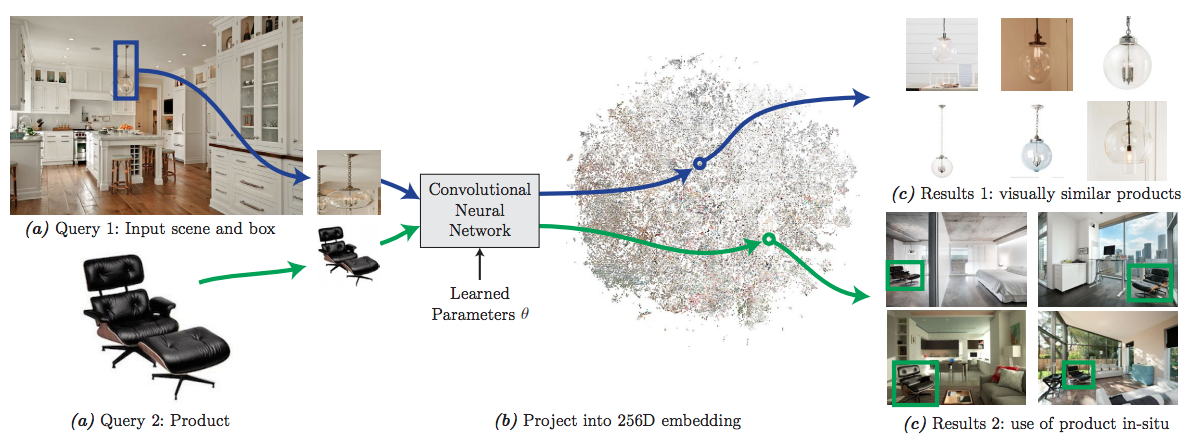 (a) Query 1: Input scene and box
Convolutional
Neural
Network
Learned
Parameters θ
(a) Query 2: Product
(b) Project into 256D embedding
(c) Results 1: visually similar products
(c) Results 2: use of product in-situ